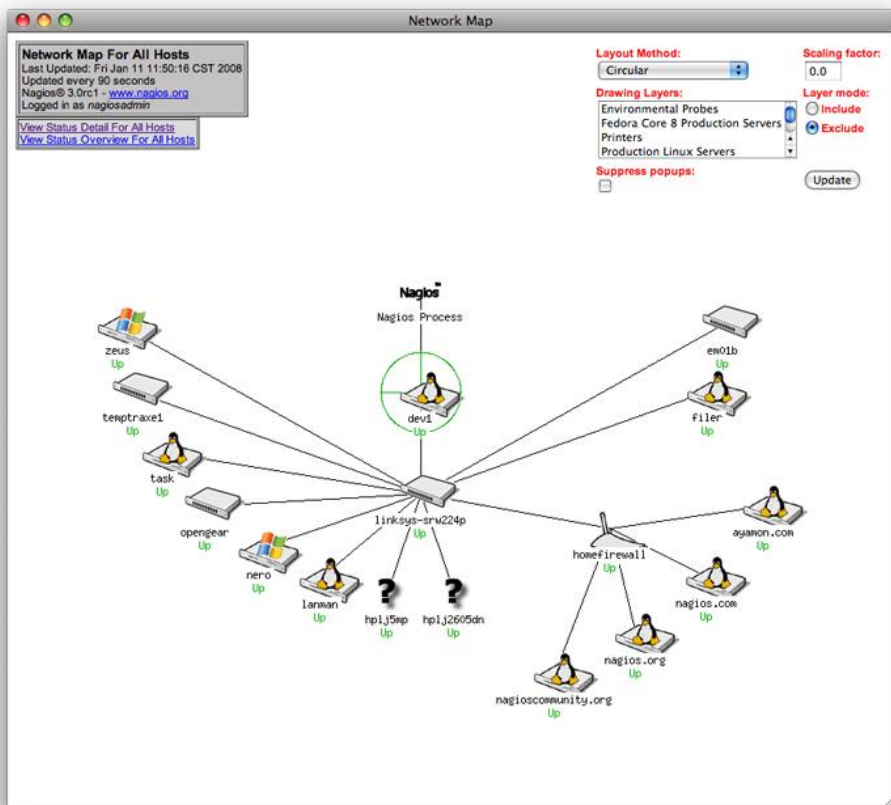 Network Map
Network Map For All Hosts
Last Updated: Fri Jan 11 11:50:16 CST 2008
Updated every 90 seconds
Nagios® 3.0rc1 - www.nagios.org
Logged in as nagiosadmin
View Status Detail For All Hosts
View Status Overview For All Hosts
Layout Method:
Circular
Scaling factor:
0.0
Drawing Layers:
Environmental Probes
Fedora Core 8 Production Servers
Printers
Production Linux Servers
Layer mode:
Include
Exclude
Suppress popups:
Update
Nagios™
Nagios Process
zeus
Up
em01b
Up
temptraxe1
Up
dev1
Up
filer
Up
task
Up
opengear
Up
linksys-srw224p
Up
ayamon.com
Up
nero
Up
homefirewall
Up
lanman
Up
nagios.com
Up
hplj5mp
Up
hplj2605dn
Up
nagios.org
Up
nagioscommunity.org
Up